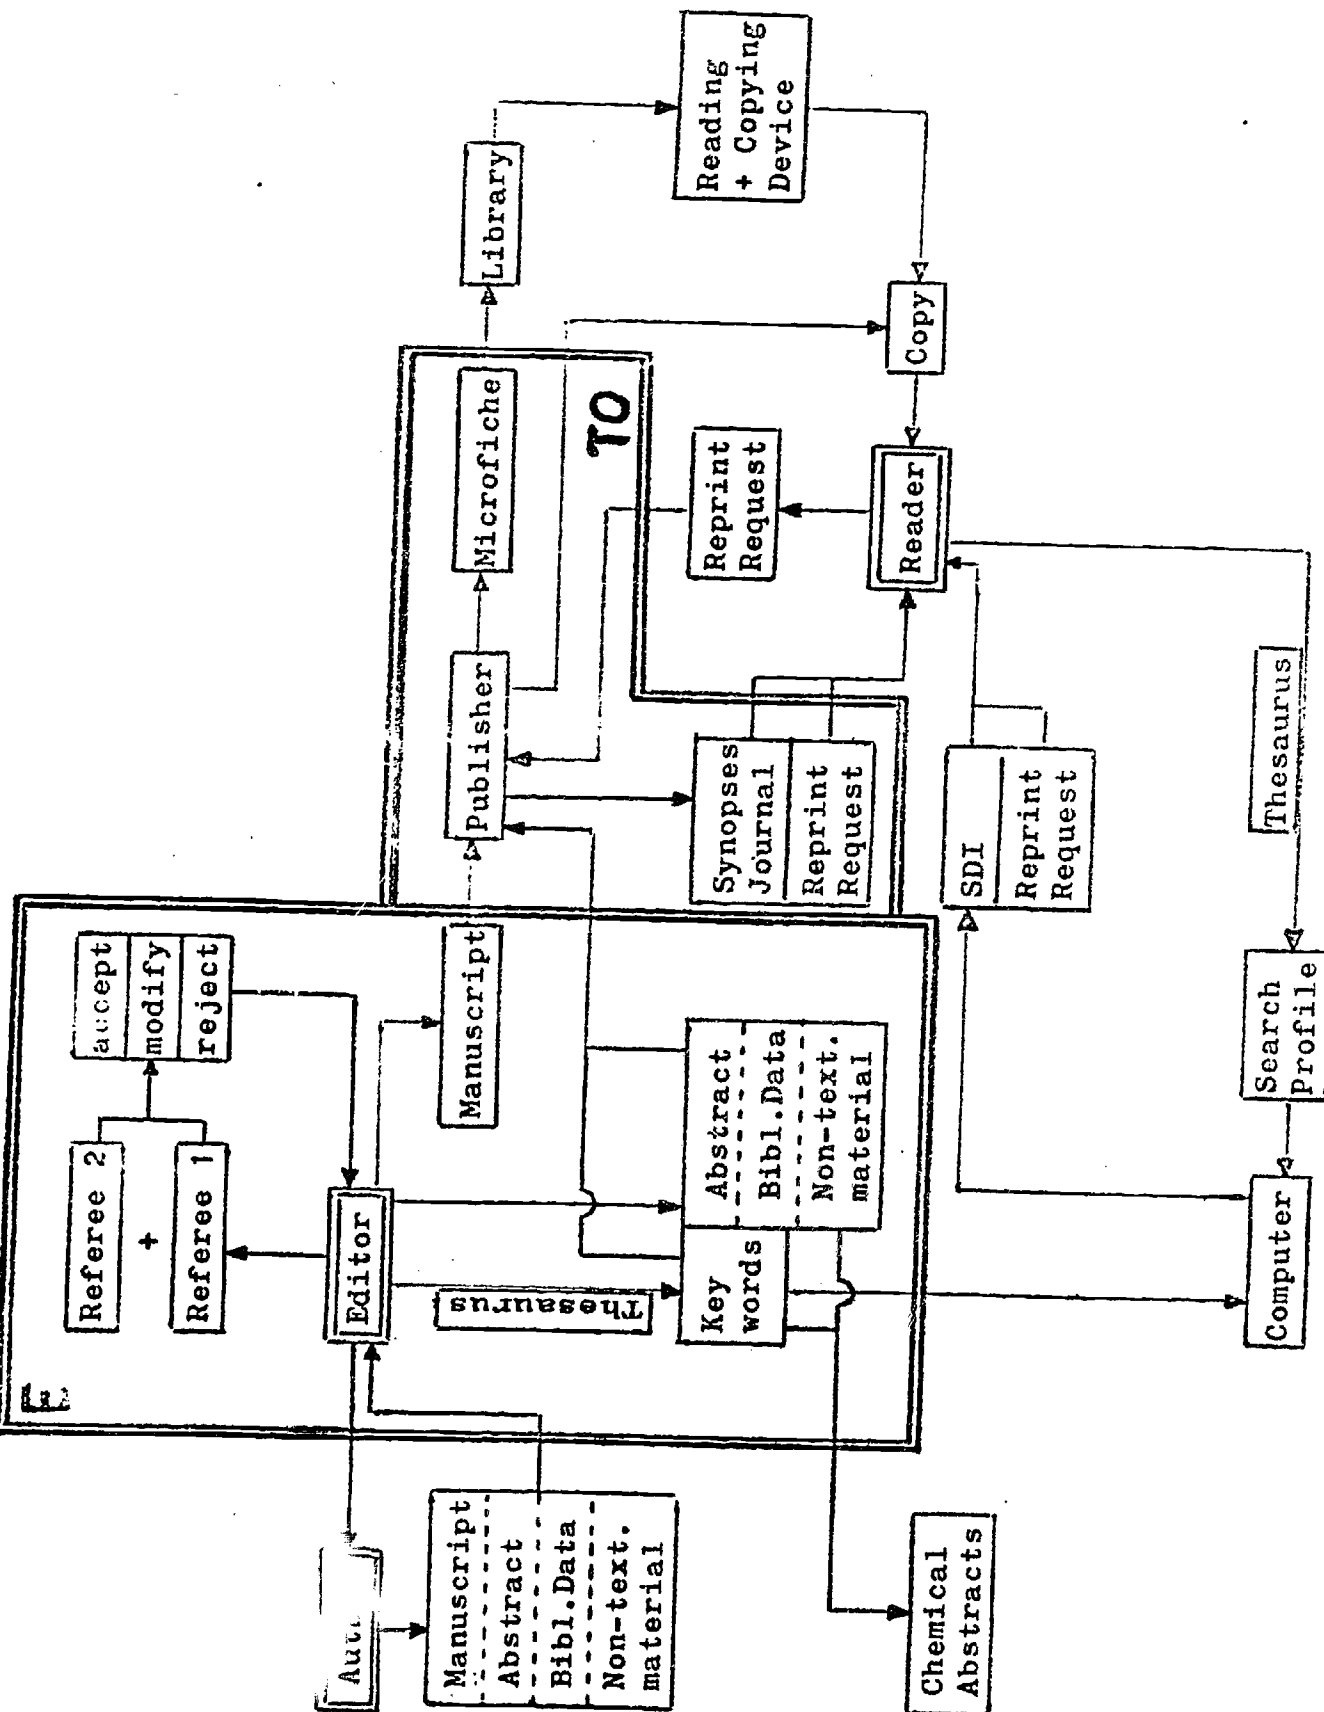 E
Referee 2
+
Referee 1
accept
modify
reject
Editor
Manuscript
Abstract
Bibl.Data
Non-text.
material
Thesaurus
Manuscript
Publisher
Microfiche
Library
TO
Key
words
Abstract
Bibl.Data
Non-text.
material
Synopses
Journal
Reprint
Request
Reprint
Request
Reading
+ Copying
Device
Copy
Reader
Chemical
Abstracts
SDI
Reprint
Request
Thesaurus
Computer
Search
Profile